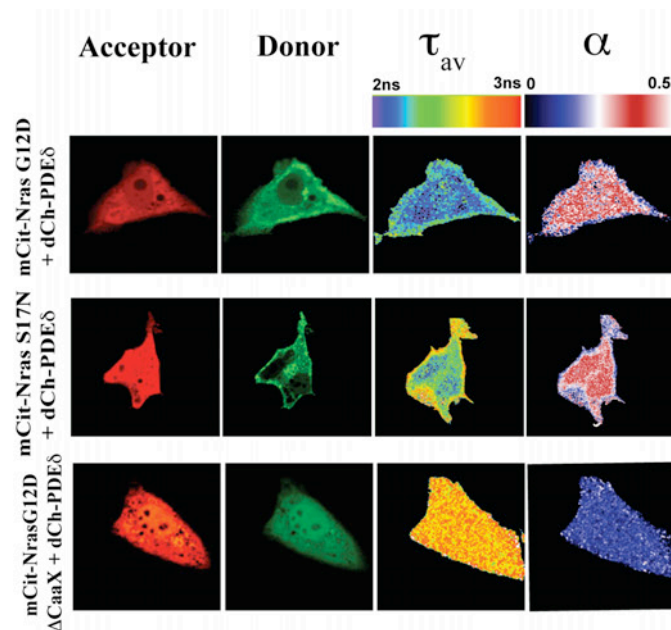 Acceptor Donor τav α
2ns 3ns 0 0.5
mCit-Nras G12D
+ dCh-PDEδ
mCit-Nras S17N
+ dCh-PDEδ
mCit-NrasG12D
ΔCaaX + dCh-PDEδ